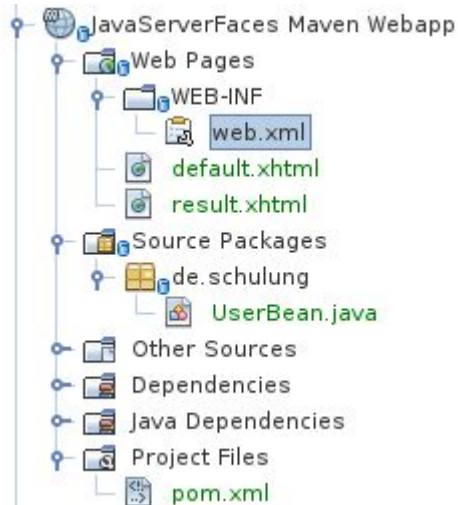 JavaServerFaces Maven Webapp
Web Pages
WEB-INF
web.xml
default.xhtml
result.xhtml
Source Packages
de.schulung
UserBean.java
Other Sources
Dependencies
Java Dependencies
Project Files
pom.xml